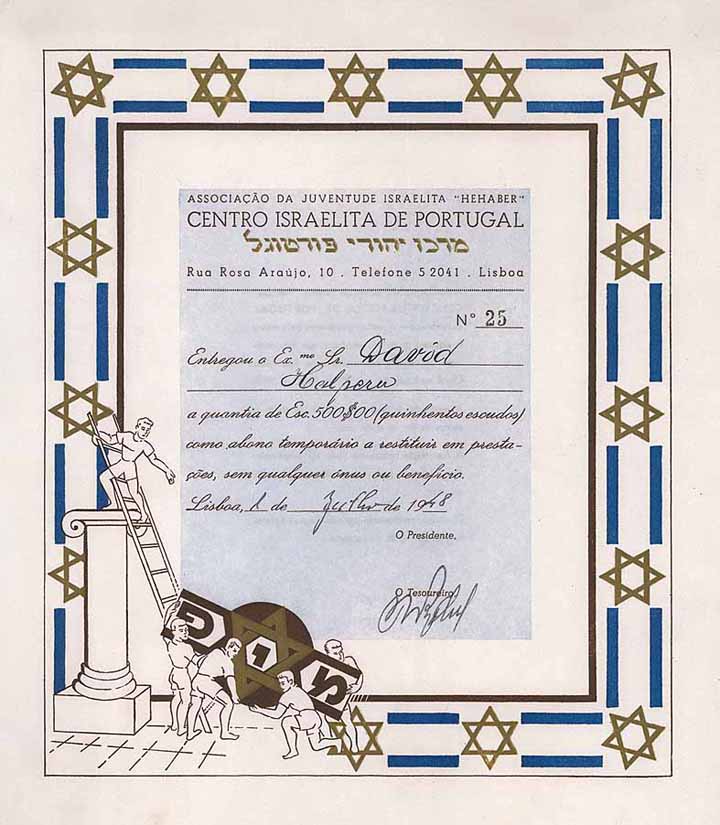 ASSOCIAÇÃO DA JUVENTUDE ISRAELITA "HEHABER"
CENTRO ISRAELITA DE PORTUGAL
מרכז יהודי פורטוגל
Rua Rosa Araújo, 10 . Telefone 5 2041 . Lisboa
Nº 25
Entregou o Ex.mo Sr. David
Halpern
a quantia de Esc. 500$00 (quinhentos escudos)
como abono temporário a restituir em presta-
ções, sem qualquer ónus ou benefício.
Lisboa, 1 de Julho de 1948
O Presidente,
O Tesoureiro,